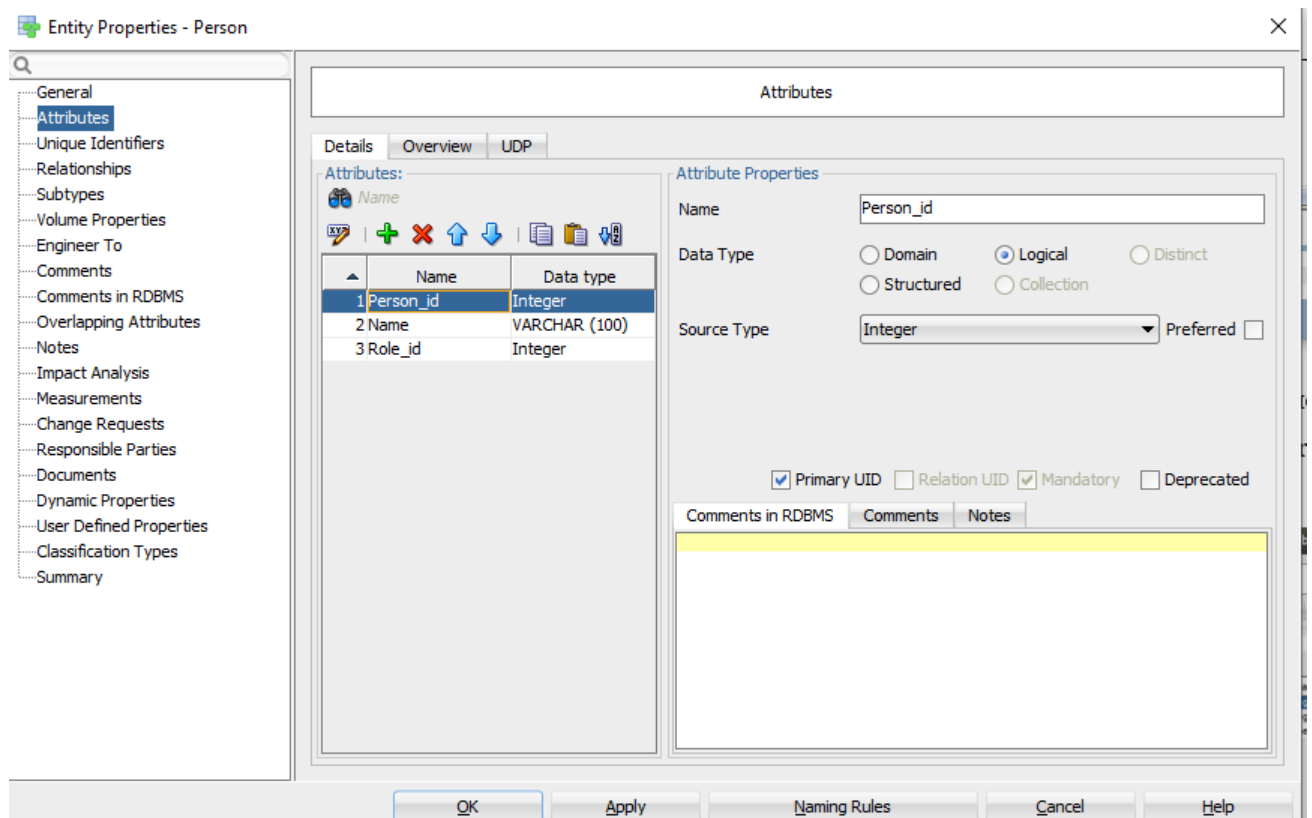 Entity Properties - Person
General
Attributes
Unique Identifiers
Relationships
Subtypes
Volume Properties
Engineer To
Comments
Comments in RDBMS
Overlapping Attributes
Notes
Impact Analysis
Measurements
Change Requests
Responsible Parties
Documents
Dynamic Properties
User Defined Properties
Classification Types
Summary
Attributes
Details Overview UDP
Attributes:
Name
Name Data type
1 Person_id Integer
2 Name VARCHAR (100)
3 Role_id Integer
Attribute Properties
Name Person_id
Data Type Domain Logical Distinct
Structured Collection
Source Type Integer Preferred
Primary UID Relation UID Mandatory Deprecated
Comments in RDBMS Comments Notes
OK Apply Naming Rules Cancel Help